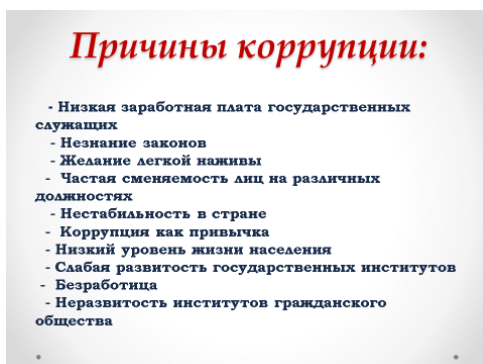 Причины коррупции:
- Низкая заработная плата государственных
служащих
- Незнание законов
- Желание легкой наживы
- Частая сменяемость лиц на различных
должностях
- Нестабильность в стране
- Коррупция как привычка
- Низкий уровень жизни населения
- Слабая развитость государственных институтов
- Безработица
- Неразвитость институтов гражданского
общества